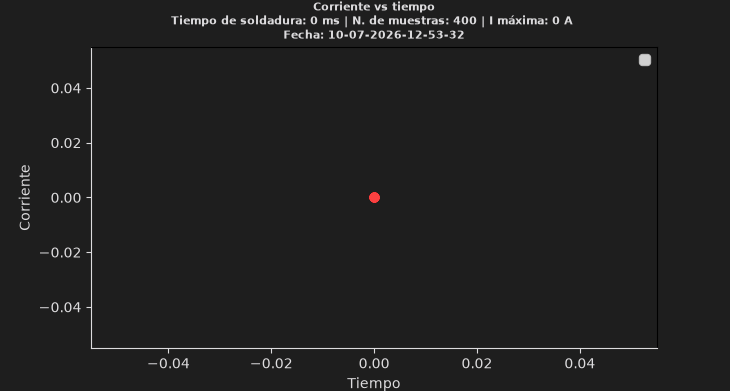 Corriente vs tiempo
Tiempo de soldadura: 0 ms | N. de muestras: 400 | I máxima: 0 A
Fecha: 10-07-2026-12-53-32
0.04
0.02
0.00
−0.02
−0.04
Corriente
−0.04
−0.02
0.00
0.02
0.04
Tiempo